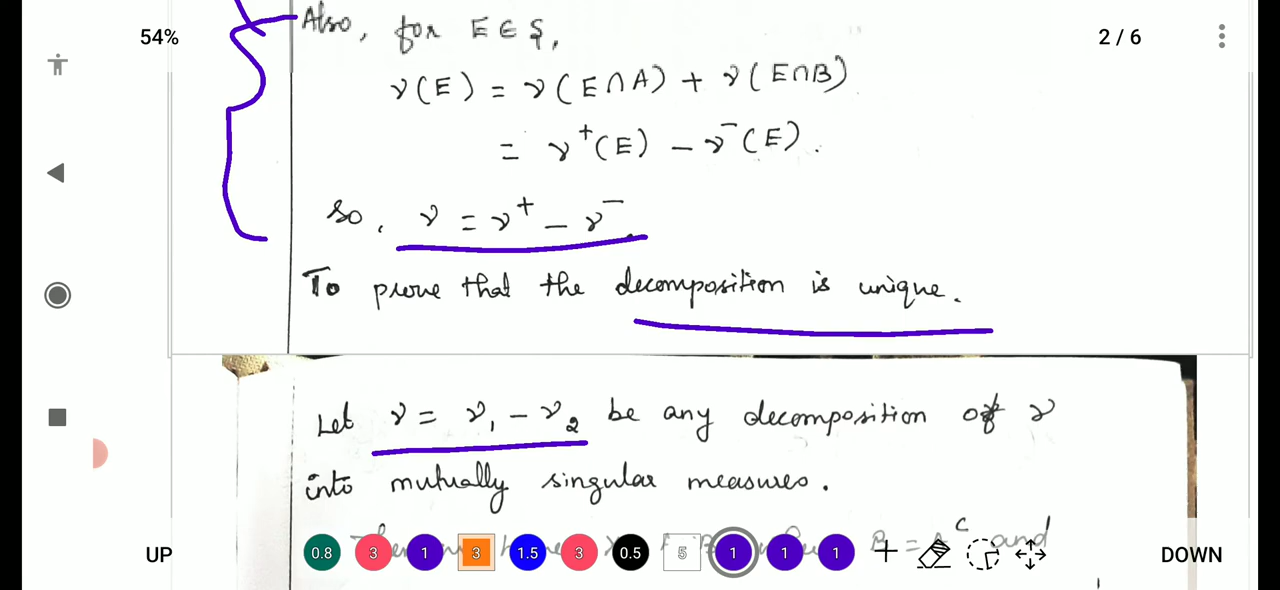 54%
2 / 6
Also, for E ∈ S,
ν(E) = ν(E∩A) + ν(E∩B)
= ν⁺(E) − ν⁻(E).
So, ν = ν⁺ − ν⁻.
To prove that the decomposition is unique.
Let ν = ν₁ − ν₂ be any decomposition of ν
into mutually singular measures.
= c and
UP 0.8 3 1 3 1.5 3 0.5 5 1 1 1 + DOWN